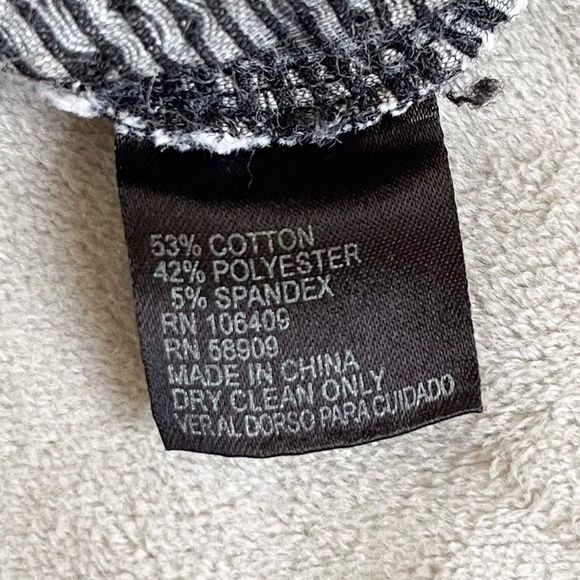 53% COTTON
42% POLYESTER
5% SPANDEX
RN 106409
RN 58909
MADE IN CHINA
DRY CLEAN ONLY
VER AL DORSO PARA CUIDADO